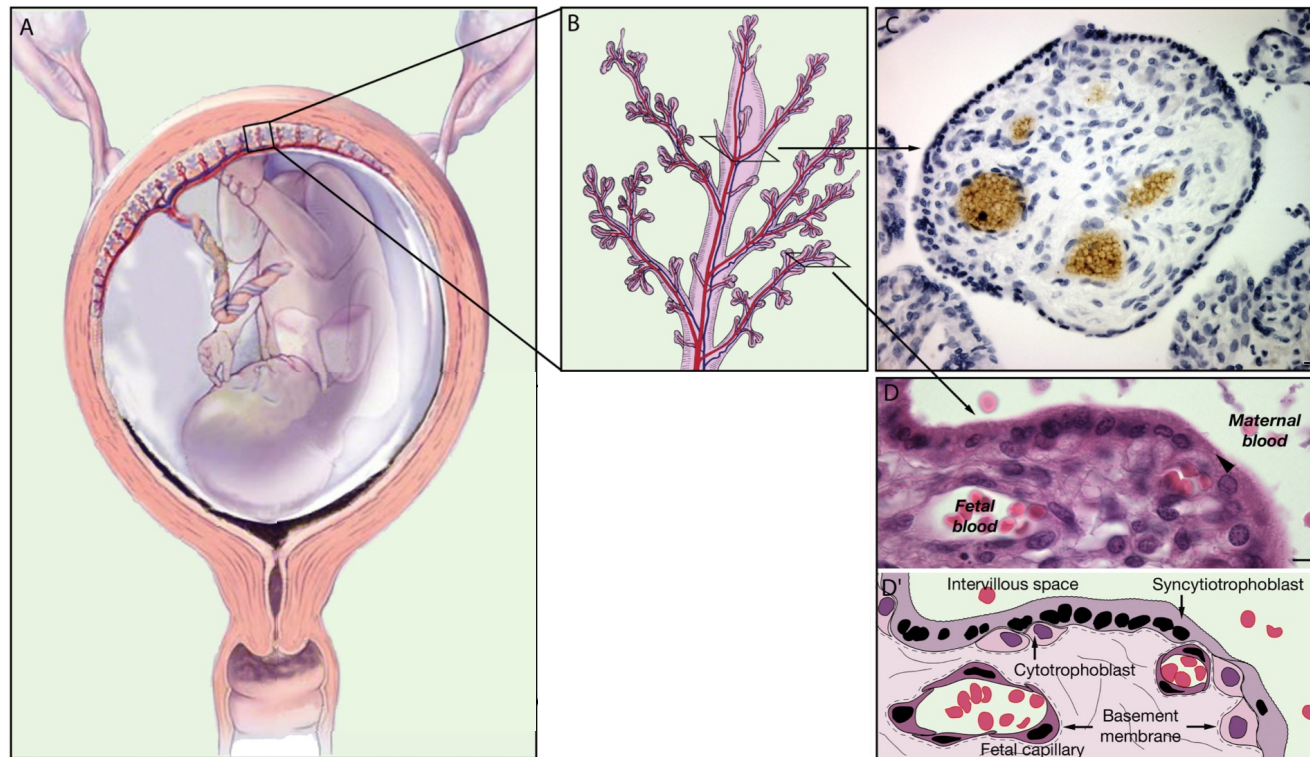 A
B
C
D
Maternal
blood
Fetal
blood
D'
Intervillous space
Syncytiotrophoblast
Cytotrophoblast
Basement
membrane
Fetal capillary